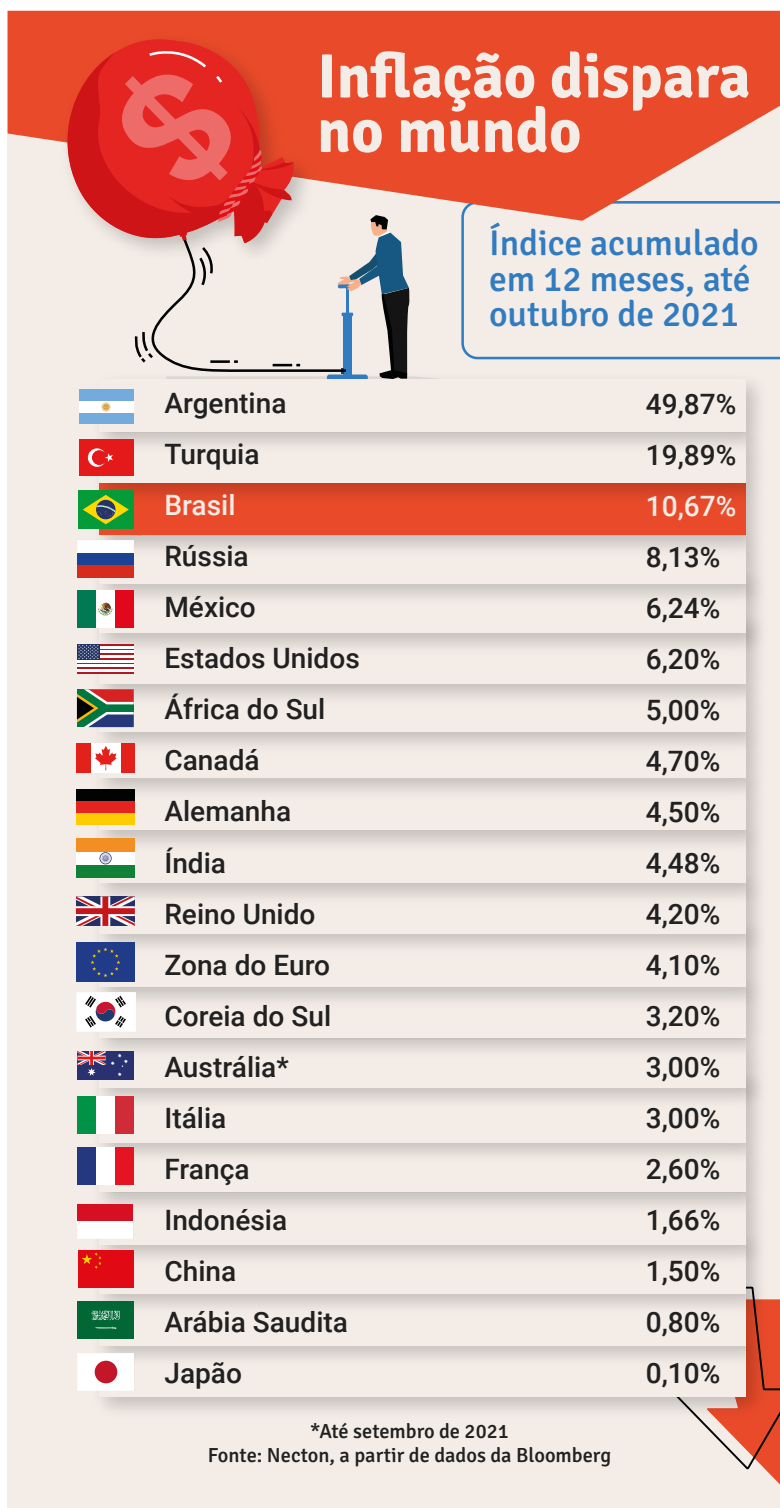 $
Inflação dispara
no mundo
Índice acumulado
em 12 meses, até
outubro de 2021
Argentina 49,87%
Turquia 19,89%
Brasil 10,67%
Rússia 8,13%
México 6,24%
Estados Unidos 6,20%
África do Sul 5,00%
Canadá 4,70%
Alemanha 4,50%
Índia 4,48%
Reino Unido 4,20%
Zona do Euro 4,10%
Coreia do Sul 3,20%
Austrália* 3,00%
Itália 3,00%
França 2,60%
Indonésia 1,66%
China 1,50%
Arábia Saudita 0,80%
Japão 0,10%
*Até setembro de 2021
Fonte: Necton, a partir de dados da Bloomberg